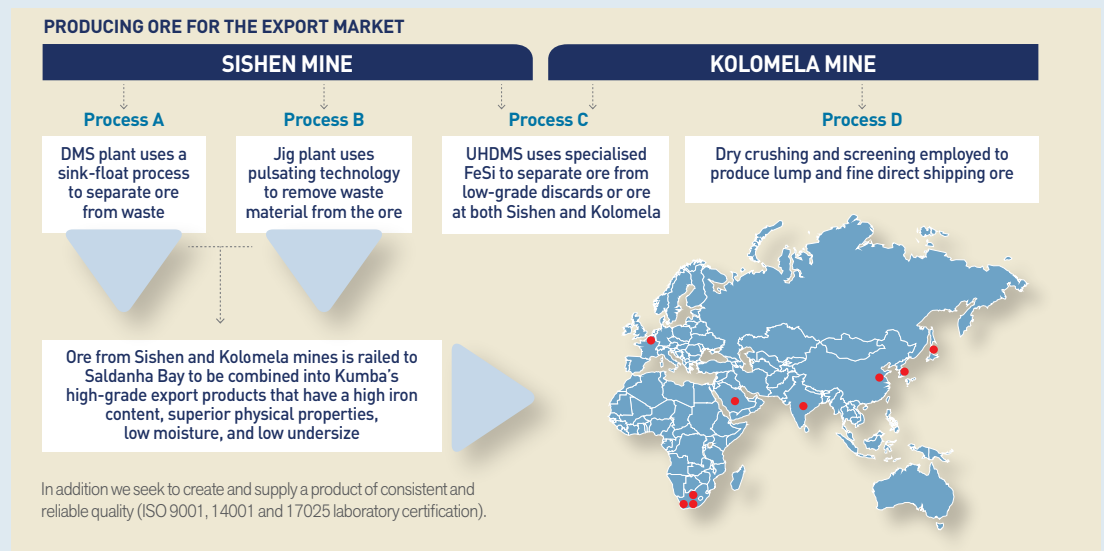 PRODUCING ORE FOR THE EXPORT MARKET
SISHEN MINE
KOLOMELA MINE
Process A
DMS plant uses a
sink-float process
to separate ore
from waste
Process B
Jig plant uses
pulsating technology
to remove waste
material from the ore
Process C
UHDMS uses specialised
FeSi to separate ore from
low-grade discards or ore
at both Sishen and Kolomela
Process D
Dry crushing and screening employed to
produce lump and fine direct shipping ore
Ore from Sishen and Kolomela mines is railed to
Saldanha Bay to be combined into Kumba's
high-grade export products that have a high iron
content, superior physical properties,
low moisture, and low undersize
In addition we seek to create and supply a product of consistent and
reliable quality (ISO 9001, 14001 and 17025 laboratory certification).